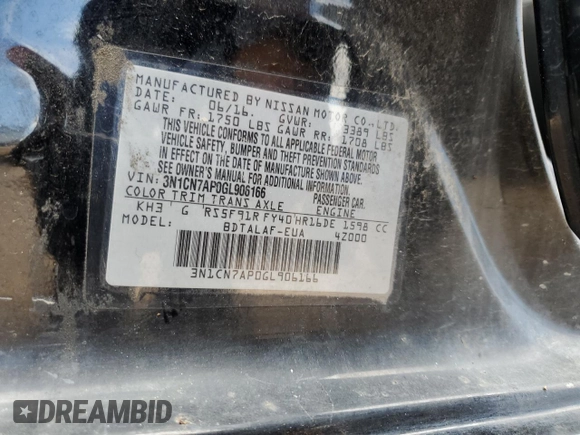 MANUFACTURED BY NISSAN MOTOR CO.,LTD.
DATE: 06/16 GVWR: 3389 LBS
GAWR FR: 1750 LBS GAWR RR: 1708 LBS
THIS VEHICLE CONFORMS TO ALL APPLICABLE FEDERAL MOTOR
VEHICLE SAFETY, BUMPER AND THEFT PREVENTION STANDARDS
IN EFFECT ON THE DATE OF MANUFACTURE SHOWN ABOVE.
SEE OWNER'S MANUAL FOR ADDITIONAL INFORMATION.
VIN: 3N1CN7AP0GL906166 PASSENGER CAR.
COLOR TRIM TRANS AXLE ENGINE
KH3 G RS5F91R FY40 HR16DE 1598 CC
MODEL: BDTALAF-EUA 42000
3N1CN7AP0GL906166
DREAMBID